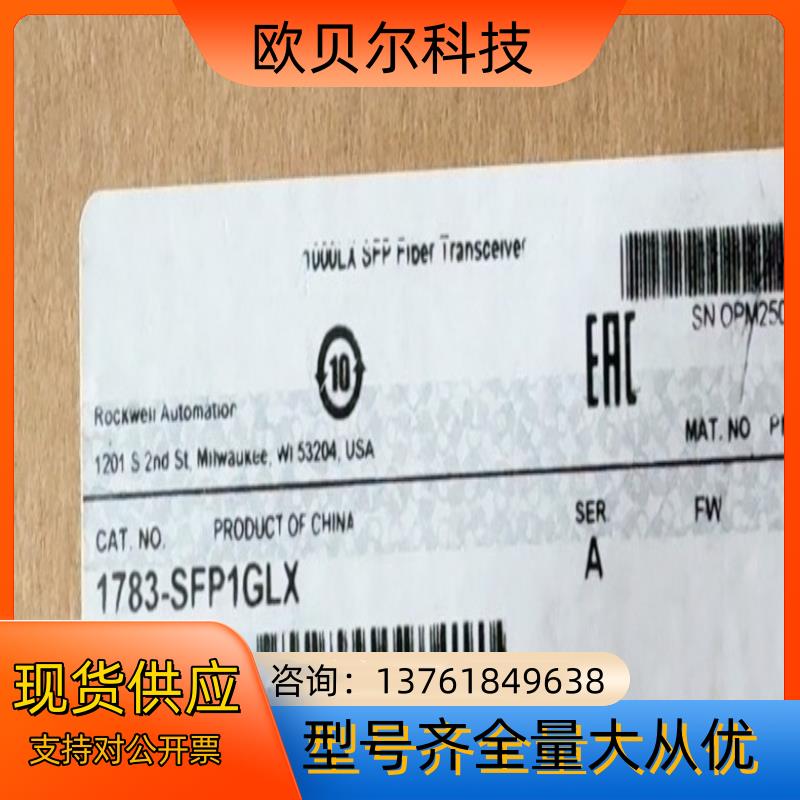 欧贝尔科技
1000LX SFP Fiber Transceiver
SN OPM250
EAC
10
Rockwell Automation
1201 S 2nd St. Milwaukee, WI 53204, USA
MAT. NO
CAT. NO.
PRODUCT OF CHINA
SER
FW
A
1783-SFP1GLX
现货供应
支持对公开票
咨询：13761849638
型号齐全量大从优